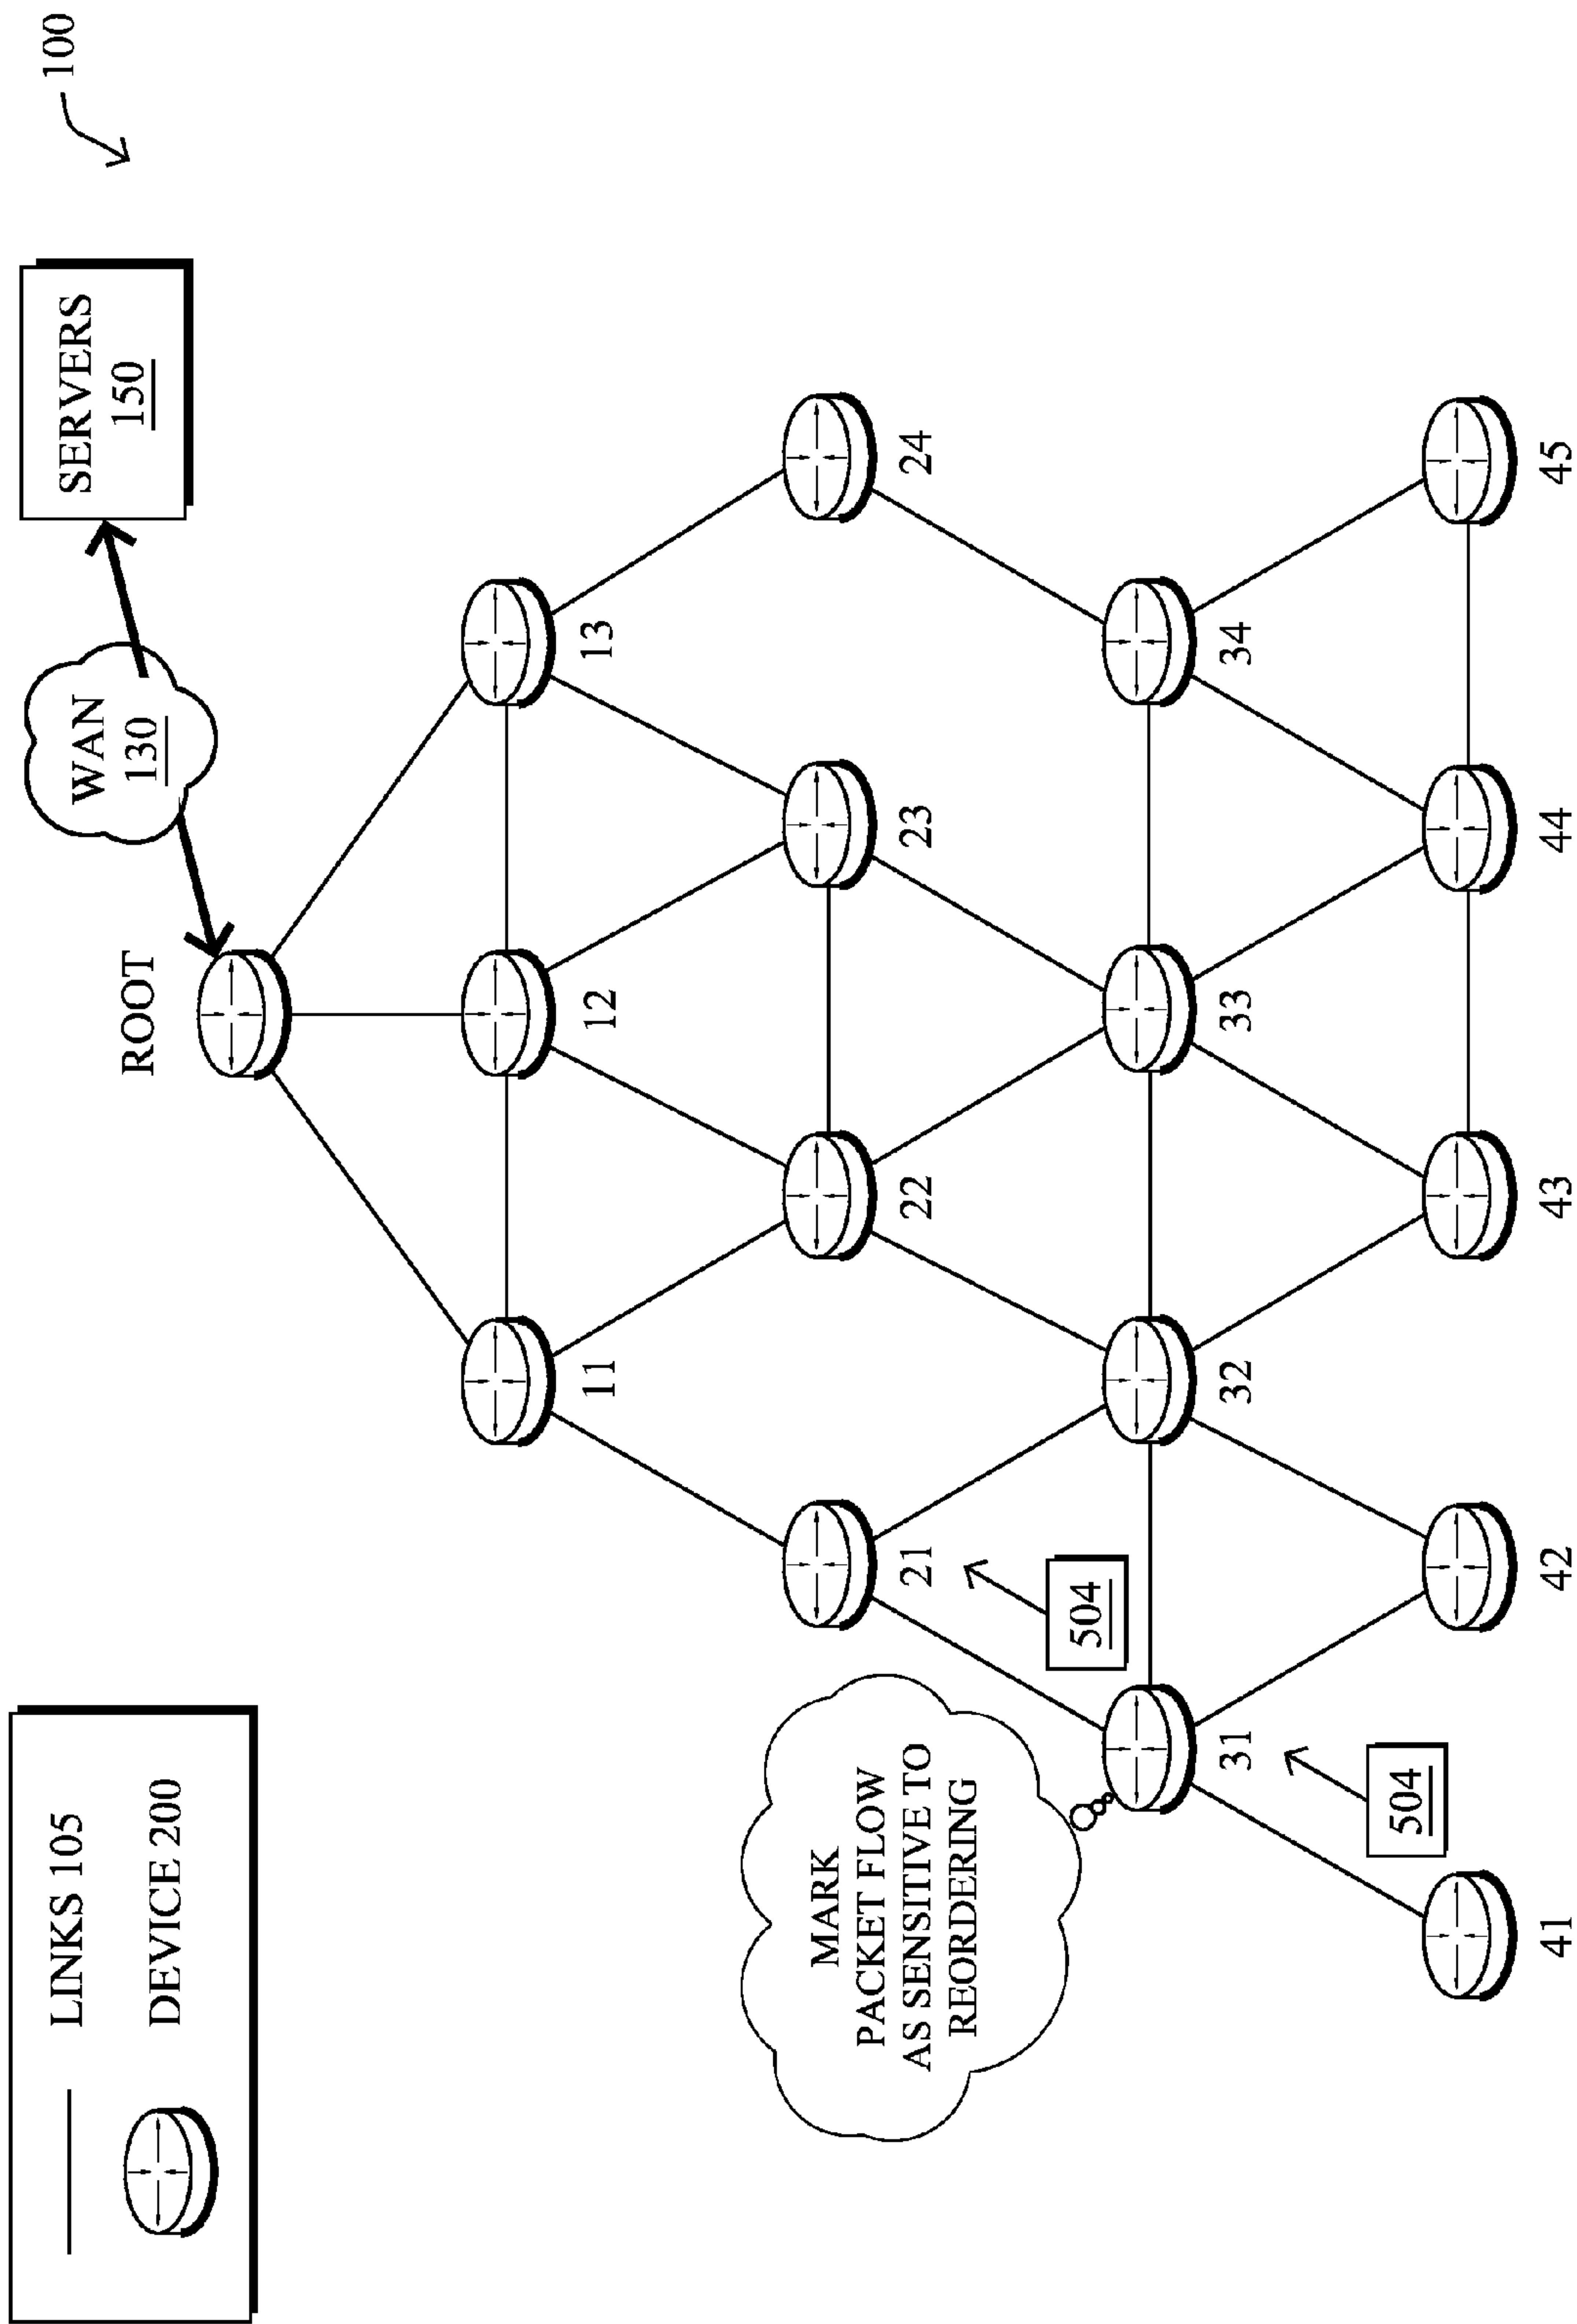 LINKS 105
DEVICE 200
100
SERVERS
150
WAN
130
ROOT
11
12
13
21
22
23
24
MARK
PACKET FLOW
AS SENSITIVE TO
REORDERING
504
31
32
33
34
504
41
42
43
44
45